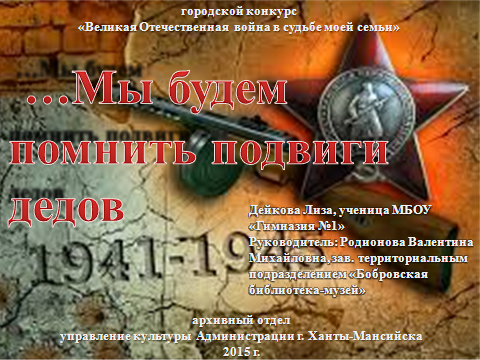 городской конкурс
«Великая Отечественная война в судьбе моей семьи»
…Мы будем
помнить подвиги
дедов
1941-1945
Дейкова Лиза, ученица МБОУ
«Гимназия №1»
Руководитель: Родионова Валентина
Михайловна, зав. территориальным
подразделением «Бобровская
библиотека-музей»
архивный отдел
управление культуры Администрации г. Ханты-Мансийска
2015 г.